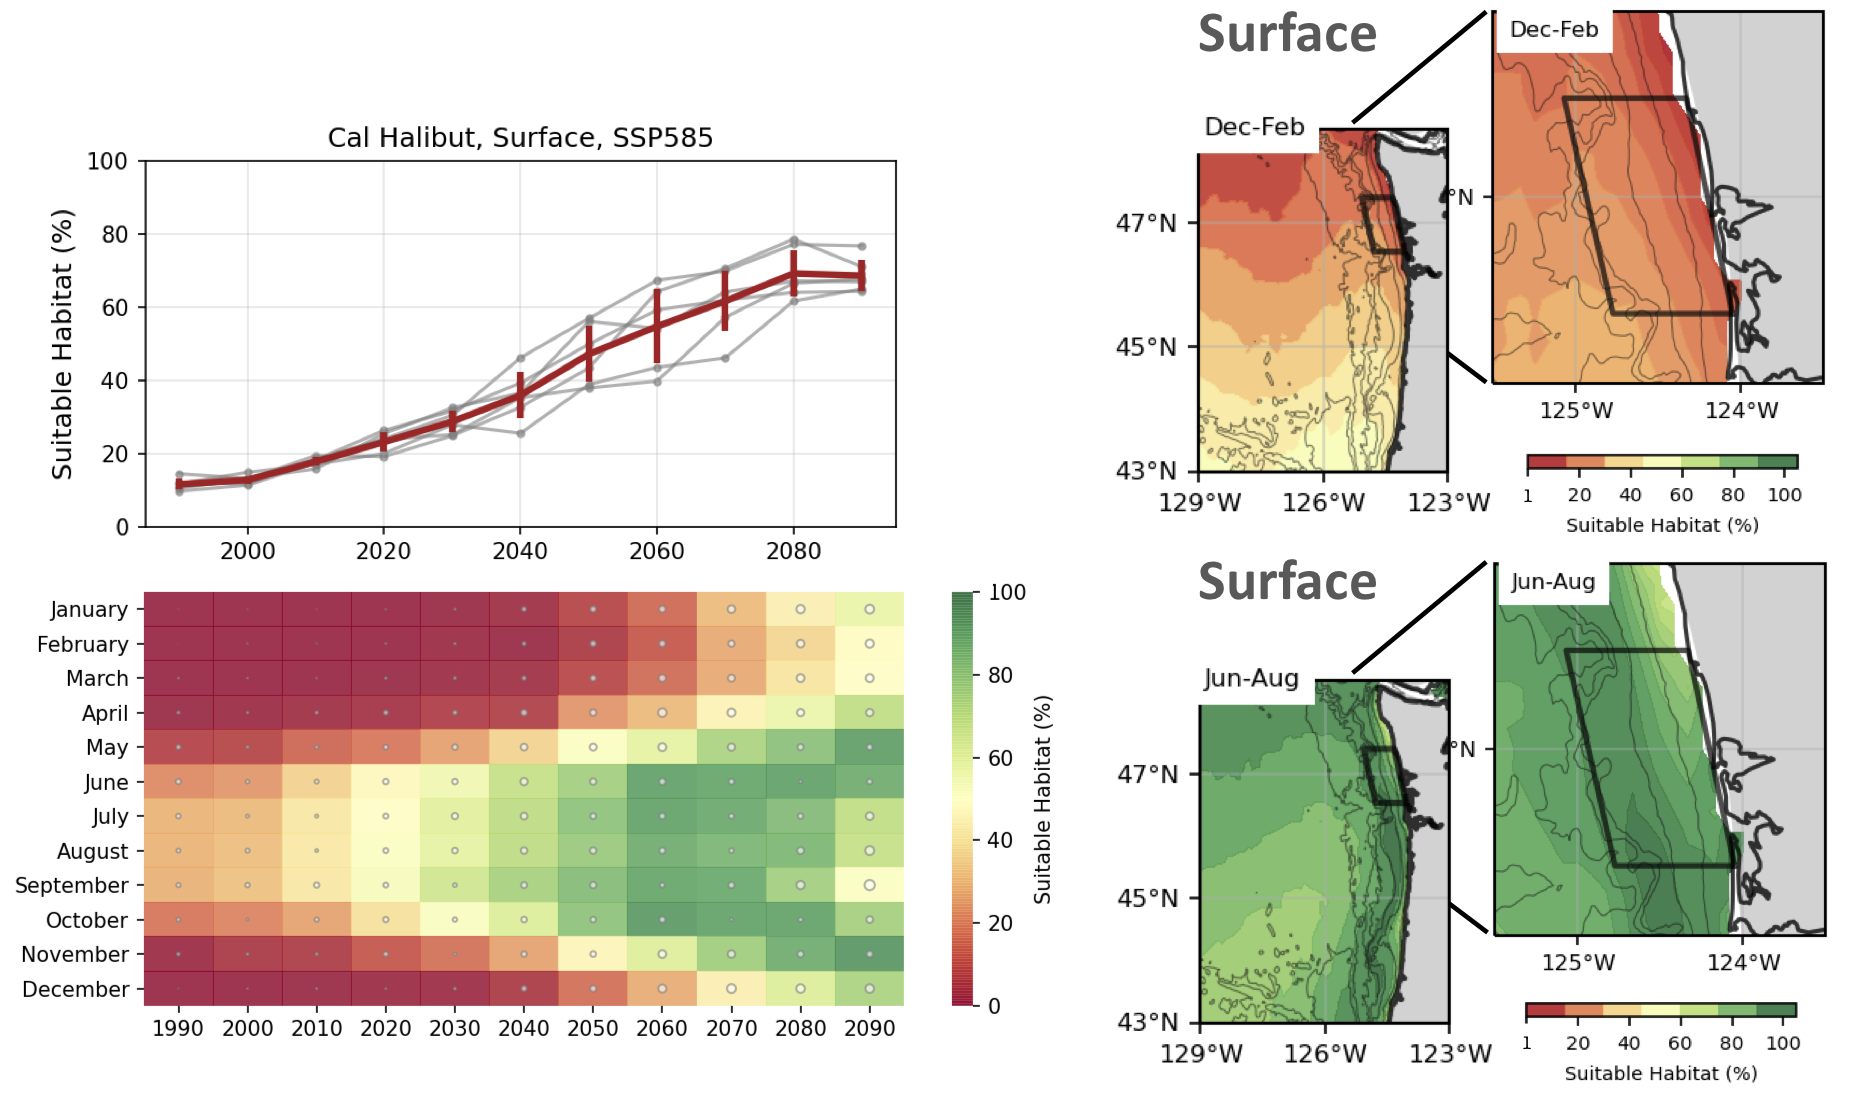 Cal Halibut, Surface, SSP585
Suitable Habitat (%)
100
80
60
40
20
0
2000 2020 2040 2060 2080
January
February
March
April
May
June
July
August
September
October
November
December
1990 2000 2010 2020 2030 2040 2050 2060 2070 2080 2090
100
80
60
40
20
0
Suitable Habitat (%)
Surface
Dec-Feb
47°N
45°N
43°N
129°W 126°W 123°W
Dec-Feb
°N
125°W 124°W
1 20 40 60 80 100
Suitable Habitat (%)
Surface
Jun-Aug
47°N
45°N
43°N
129°W 126°W 123°W
Jun-Aug
°N
125°W 124°W
1 20 40 60 80 100
Suitable Habitat (%)